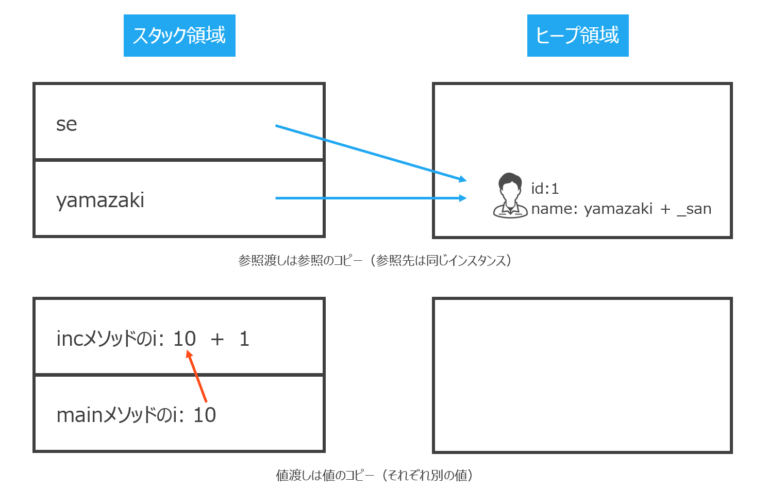 スタック領域
ヒープ領域
se
yamazaki
id:1
name: yamazaki + _san
参照渡しは参照のコピー（参照先は同じインスタンス）
incメソッドのi: 10 + 1
mainメソッドのi: 10
値渡しは値のコピー（それぞれ別の値）